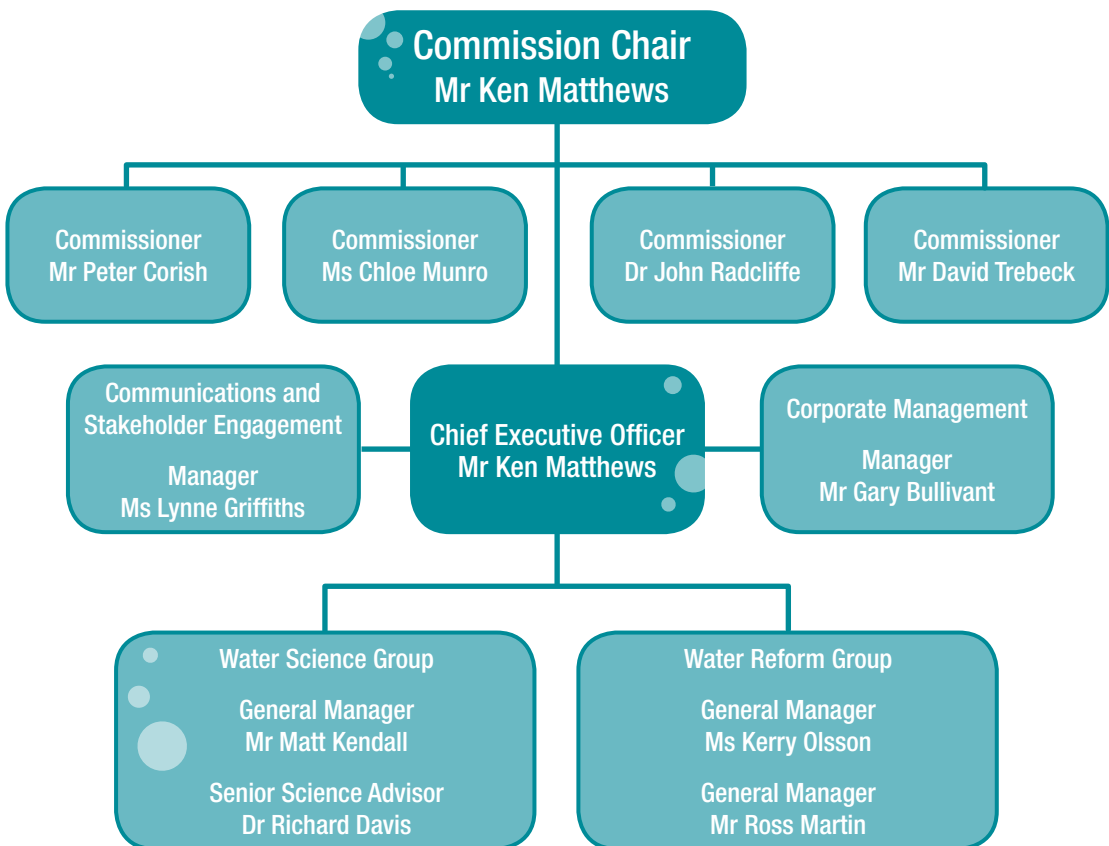 Commission Chair
Mr Ken Matthews
Commissioner
Mr Peter Corish
Commissioner
Ms Chloe Munro
Commissioner
Dr John Radcliffe
Commissioner
Mr David Trebeck
Communications and
Stakeholder Engagement
Manager
Ms Lynne Griffiths
Chief Executive Officer
Mr Ken Matthews
Corporate Management
Manager
Mr Gary Bullivant
Water Science Group
General Manager
Mr Matt Kendall
Senior Science Advisor
Dr Richard Davis
Water Reform Group
General Manager
Ms Kerry Olsson
General Manager
Mr Ross Martin